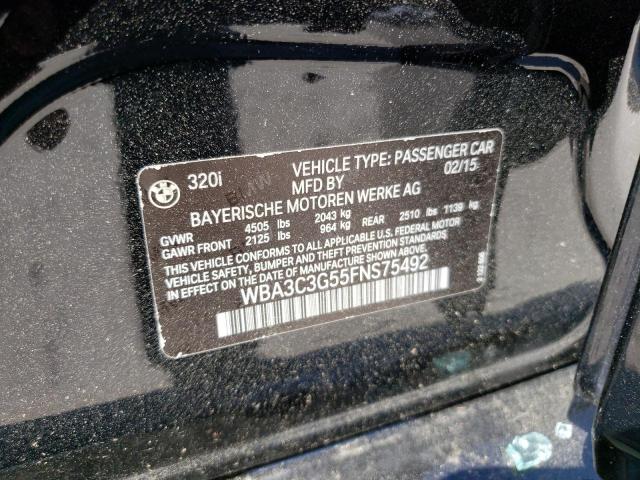 320i VEHICLE TYPE: PASSENGER CAR
MFD BY 02/15
BAYERISCHE MOTOREN WERKE AG
GVWR 4505 lbs 2043 kg
GAWR FRONT 2125 lbs 964 kg REAR 2510 lbs 1139 kg
THIS VEHICLE CONFORMS TO ALL APPLICABLE U.S. FEDERAL MOTOR
VEHICLE SAFETY, BUMPER AND THEFT PREVENTION STANDARDS
IN EFFECT ON THE DATE OF MANUFACTURE SHOWN ABOVE.
WBA3C3G55FNS75492